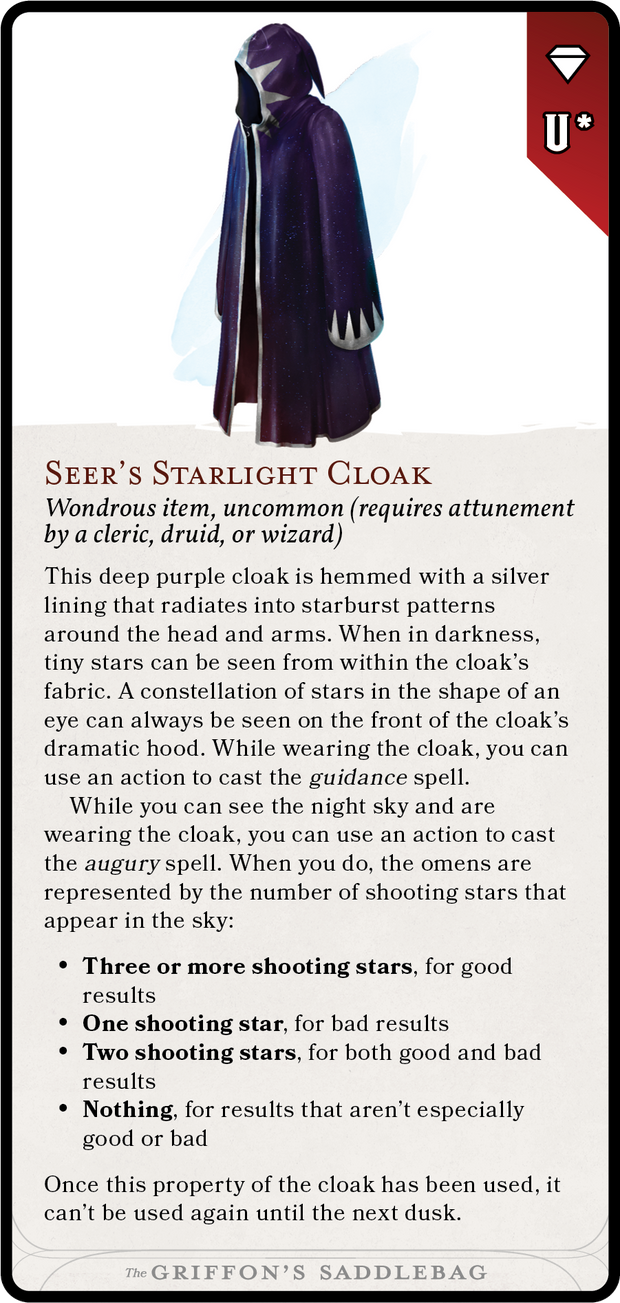 U*
Seer's Starlight Cloak
Wondrous item, uncommon (requires attunement
by a cleric, druid, or wizard)
This deep purple cloak is hemmed with a silver
lining that radiates into starburst patterns
around the head and arms. When in darkness,
tiny stars can be seen from within the cloak's
fabric. A constellation of stars in the shape of an
eye can always be seen on the front of the cloak's
dramatic hood. While wearing the cloak, you can
use an action to cast the guidance spell.
While you can see the night sky and are
wearing the cloak, you can use an action to cast
the augury spell. When you do, the omens are
represented by the number of shooting stars that
appear in the sky:
• Three or more shooting stars, for good
results
• One shooting star, for bad results
• Two shooting stars, for both good and bad
results
• Nothing, for results that aren't especially
good or bad
Once this property of the cloak has been used, it
can't be used again until the next dusk.
The GRIFFON'S SADDLEBAG